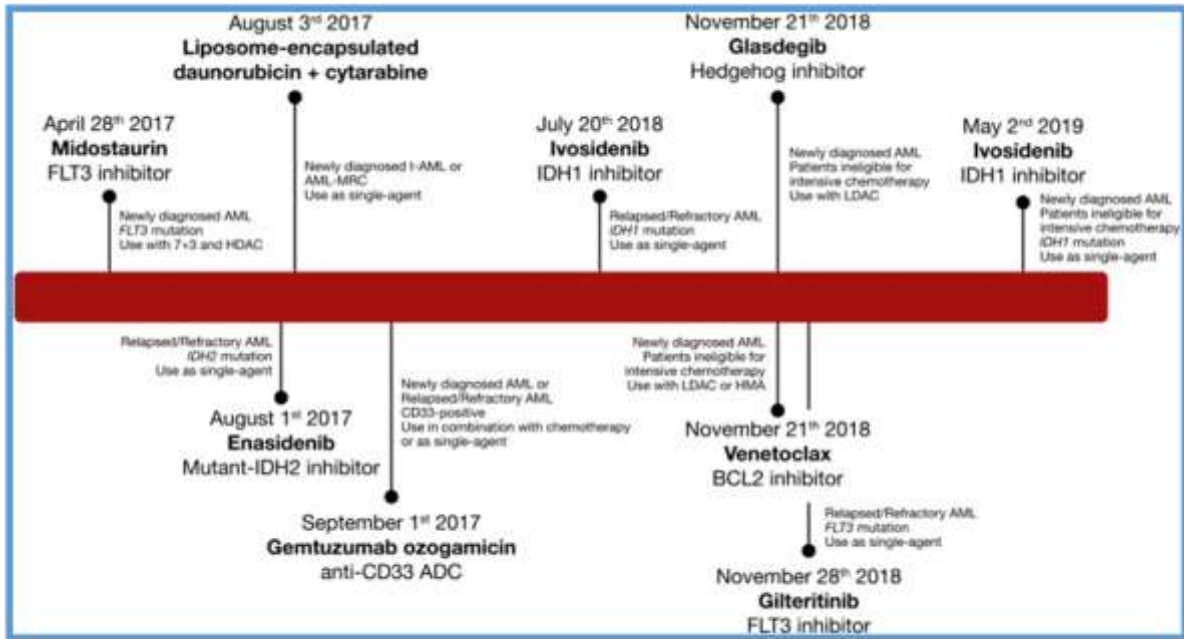 August 3rd 2017
Liposome-encapsulated
daunorubicin + cytarabine
Newly diagnosed t-AML or
AML-MRC
Use as single-agent
November 21th 2018
Glasdegib
Hedgehog inhibitor
Newly diagnosed AML
Patients ineligible for
intensive chemotherapy
Use with LDAC
April 28th 2017
Midostaurin
FLT3 inhibitor
Newly diagnosed AML
FLT3 mutation
Use with 7+3 and HDAC
July 20th 2018
Ivosidenib
IDH1 inhibitor
Relapsed/Refractory AML
IDH1 mutation
Use as single-agent
May 2nd 2019
Ivosidenib
IDH1 inhibitor
Newly diagnosed AML
Patients ineligible for
intensive chemotherapy
IDH1 mutation
Use as single-agent
Relapsed/Refractory AML
IDH2 mutation
Use as single-agent
August 1st 2017
Enasidenib
Mutant-IDH2 inhibitor
Newly diagnosed AML or
Relapsed/Refractory AML
CD33-positive
Use in combination with chemotherapy
or as single-agent
September 1st 2017
Gemtuzumab ozogamicin
anti-CD33 ADC
Newly diagnosed AML
Patients ineligible for
intensive chemotherapy
Use with LDAC or HMA
November 21th 2018
Venetoclax
BCL2 inhibitor
Relapsed/Refractory AML
FLT3 mutation
Use as single-agent
November 28th 2018
Gilteritinib
FLT3 inhibitor